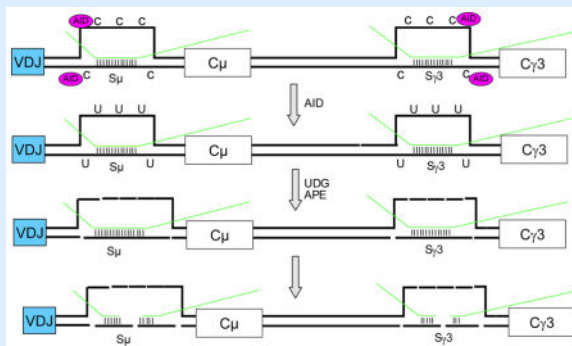 AID C C C C C C AID
AID C C C C AID
VDJ Sμ Cμ Sγ3 Cγ3
AID
U U U U U U
VDJ U Sμ U Cμ U Sγ3 U Cγ3
UDG
APE
VDJ Sμ Cμ Sγ3 Cγ3
VDJ Sμ Cμ Sγ3 Cγ3